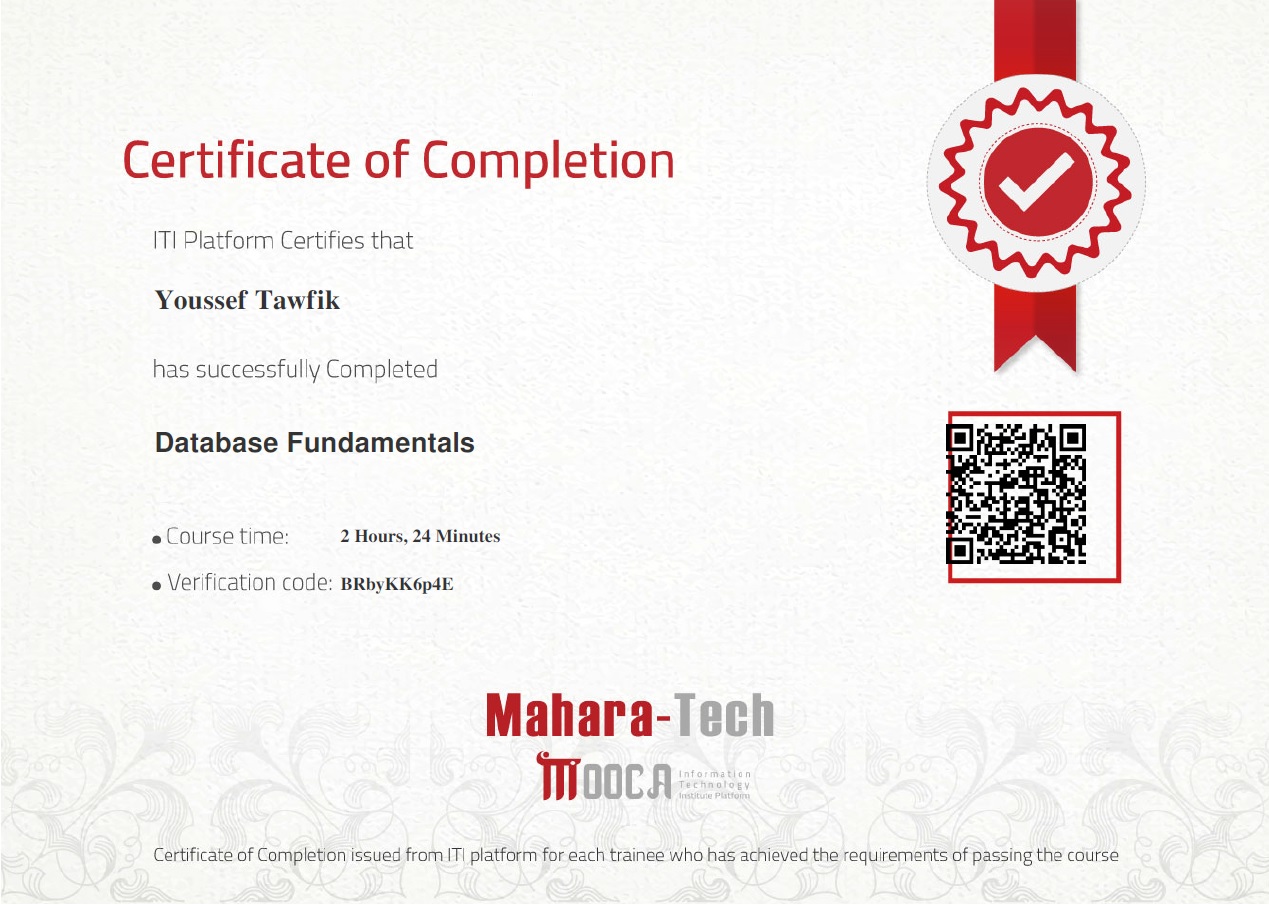 Certificate of Completion
ITI Platform Certifies that
Youssef Tawfik
has successfully Completed
Database Fundamentals
Course time: 2 Hours, 24 Minutes
Verification code: BRbyKK6p4E
Mahara-Tech
ITI MOOCA
Information
Technology
Institute Platform
Certificate of Completion issued from ITI platform for each trainee who has achieved the requirements of passing the course